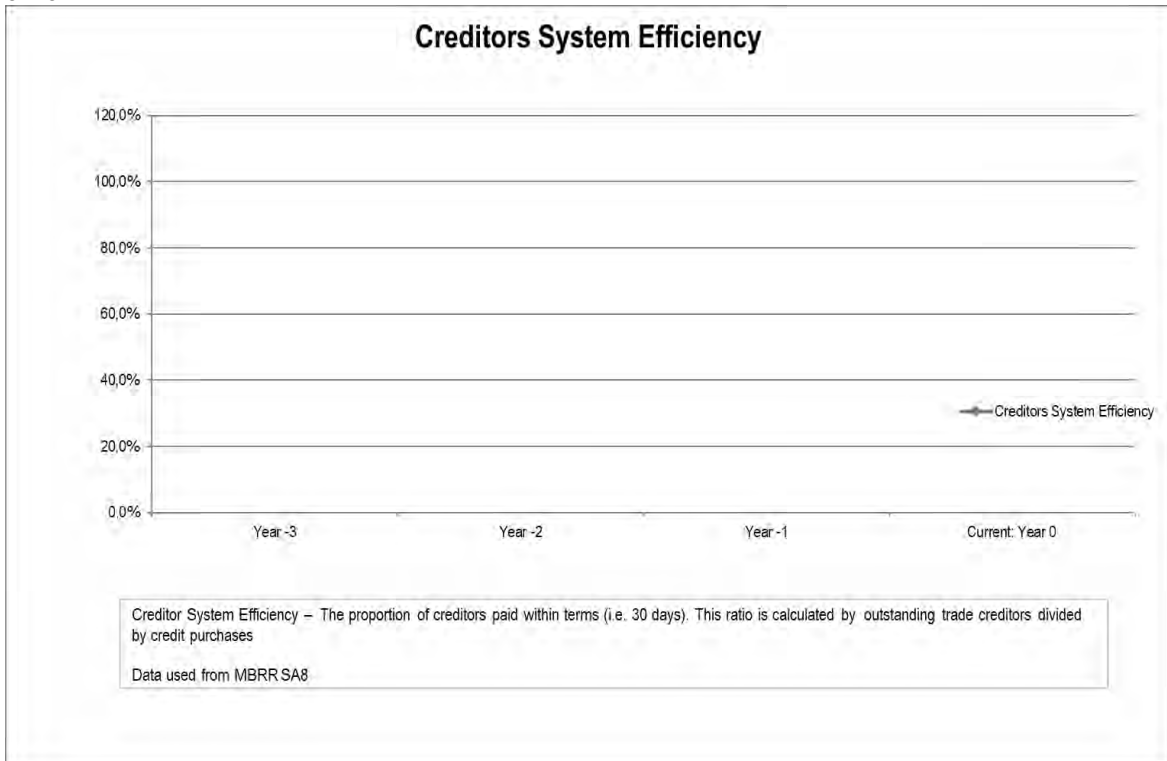 Creditors System Efficiency
120,0%
100,0%
80,0%
60,0%
40,0%
20,0%
0,0%
Creditors System Efficiency
Year -3 Year -2 Year -1 Current: Year 0
Creditor System Efficiency – The proportion of creditors paid within terms (i.e. 30 days). This ratio is calculated by outstanding trade creditors divided
by credit purchases
Data used from MBRR SA8